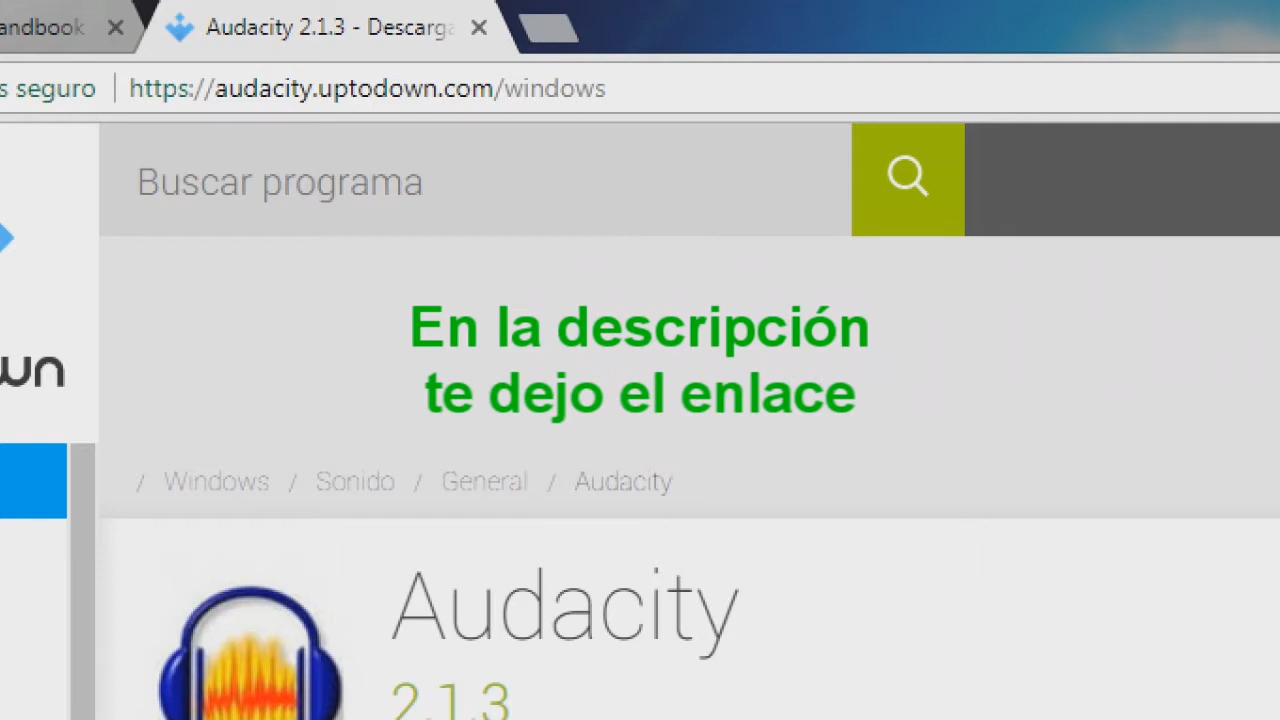 andbook
Audacity 2.1.3 - Descarga
s seguro
https://audacity.uptodown.com/windows
Buscar programa
En la descripción
te dejo el enlace
wn
/ Windows / Sonido / General / Audacity
Audacity
2.1.3